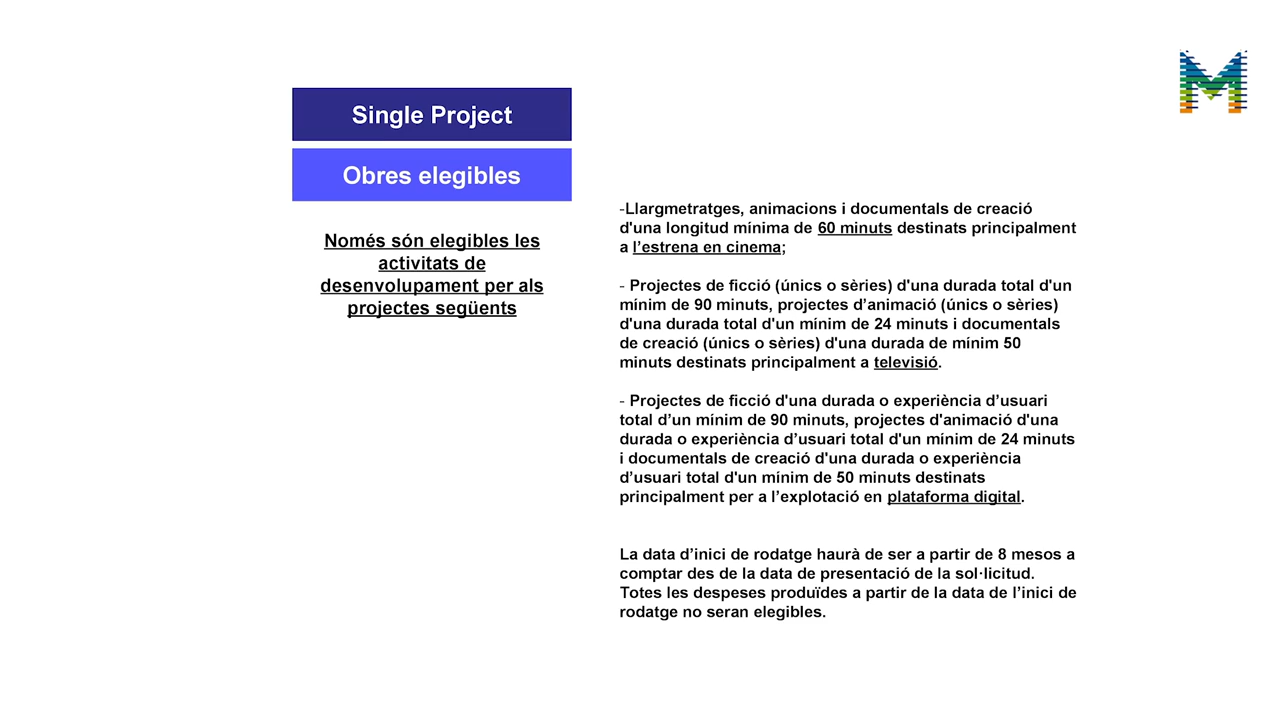 Single Project
Obres elegibles
Només són elegibles les
activitats de
desenvolupament per als
projectes següents
-Llargmetratges, animacions i documentals de creació
d'una longitud mínima de 60 minuts destinats principalment
a l’estrena en cinema;
- Projectes de ficció (únics o sèries) d'una durada total d'un
mínim de 90 minuts, projectes d’animació (únics o sèries)
d'una durada total d'un mínim de 24 minuts i documentals
de creació (únics o sèries) d'una durada de mínim 50
minuts destinats principalment a televisió.
- Projectes de ficció d'una durada o experiència d’usuari
total d’un mínim de 90 minuts, projectes d'animació d'una
durada o experiència d’usuari total d'un mínim de 24 minuts
i documentals de creació d'una durada o experiència
d’usuari total d'un mínim de 50 minuts destinats
principalment per a l’explotació en plataforma digital.
La data d’inici de rodatge haurà de ser a partir de 8 mesos a
comptar des de la data de presentació de la sol·licitud.
Totes les despeses produïdes a partir de la data de l’inici de
rodatge no seran elegibles.